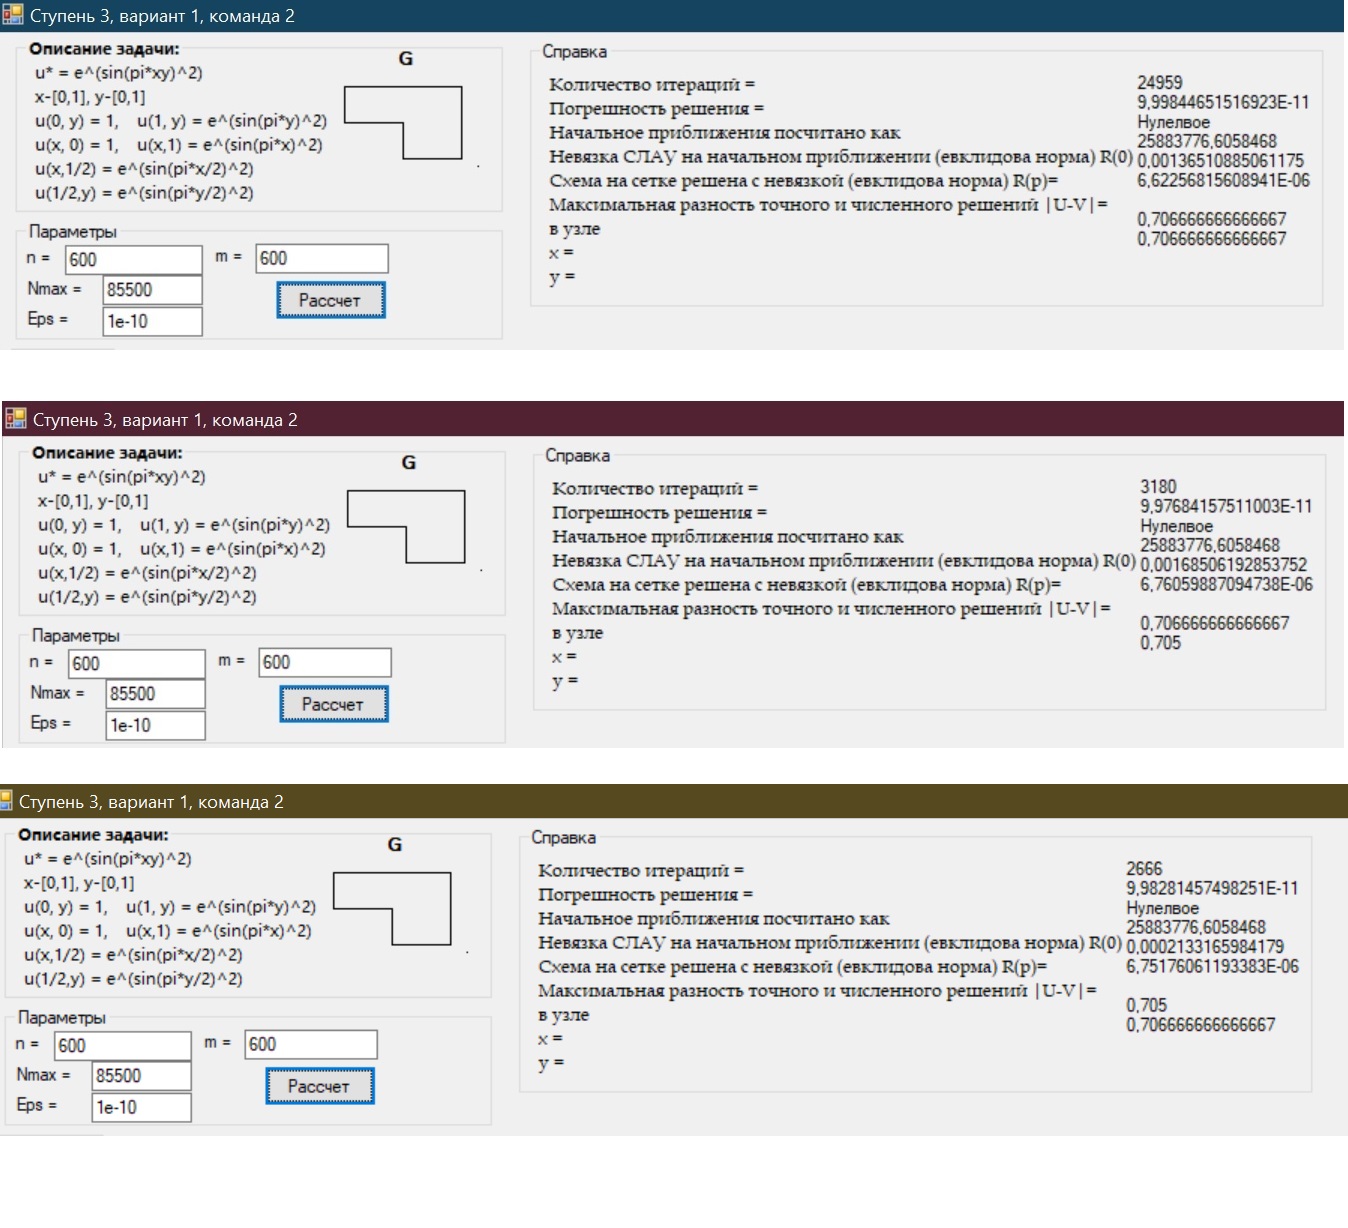 Ступень 3, вариант 1, команда 2
Описание задачи:
u* = e^(sin(pi*xy)^2)
x-[0,1], y-[0,1]
u(0, y) = 1, u(1, y) = e^(sin(pi*y)^2)
u(x, 0) = 1, u(x,1) = e^(sin(pi*x)^2)
u(x,1/2) = e^(sin(pi*x/2)^2)
u(1/2,y) = e^(sin(pi*y/2)^2)
G
Параметры
n = 600 m = 600
Nmax = 85500
Eps = 1e-10
Рассчет
Справка
Количество итераций =
Погрешность решения =
Начальное приближения посчитано как
Невязка СЛАУ на начальном приближении (евклидова норма) R(0)
Схема на сетке решена с невязкой (евклидова норма) R(p)=
Максимальная разность точного и численного решений |U-V|=
в узле
x =
y =
24959
9,99844651516923E-11
Нулелвое
25883776,6058468
0,00136510885061175
6,62256815608941E-06
0,706666666666667
0,706666666666667
Ступень 3, вариант 1, команда 2
Описание задачи:
u* = e^(sin(pi*xy)^2)
x-[0,1], y-[0,1]
u(0, y) = 1, u(1, y) = e^(sin(pi*y)^2)
u(x, 0) = 1, u(x,1) = e^(sin(pi*x)^2)
u(x,1/2) = e^(sin(pi*x/2)^2)
u(1/2,y) = e^(sin(pi*y/2)^2)
G
Параметры
n = 600 m = 600
Nmax = 85500
Eps = 1e-10
Рассчет
Справка
Количество итераций =
Погрешность решения =
Начальное приближения посчитано как
Невязка СЛАУ на начальном приближении (евклидова норма) R(0)
Схема на сетке решена с невязкой (евклидова норма) R(p)=
Максимальная разность точного и численного решений |U-V|=
в узле
x =
y =
3180
9,97684157511003E-11
Нулелвое
25883776,6058468
0,00168506192853752
6,76059887094738E-06
0,706666666666667
0,705
Ступень 3, вариант 1, команда 2
Описание задачи:
u* = e^(sin(pi*xy)^2)
x-[0,1], y-[0,1]
u(0, y) = 1, u(1, y) = e^(sin(pi*y)^2)
u(x, 0) = 1, u(x,1) = e^(sin(pi*x)^2)
u(x,1/2) = e^(sin(pi*x/2)^2)
u(1/2,y) = e^(sin(pi*y/2)^2)
G
Параметры
n = 600 m = 600
Nmax = 85500
Eps = 1e-10
Рассчет
Справка
Количество итераций =
Погрешность решения =
Начальное приближения посчитано как
Невязка СЛАУ на начальном приближении (евклидова норма) R(0)
Схема на сетке решена с невязкой (евклидова норма) R(p)=
Максимальная разность точного и численного решений |U-V|=
в узле
x =
y =
2666
9,98281457498251E-11
Нулелвое
25883776,6058468
0,0002133165984179
6,75176061193383E-06
0,705
0,706666666666667